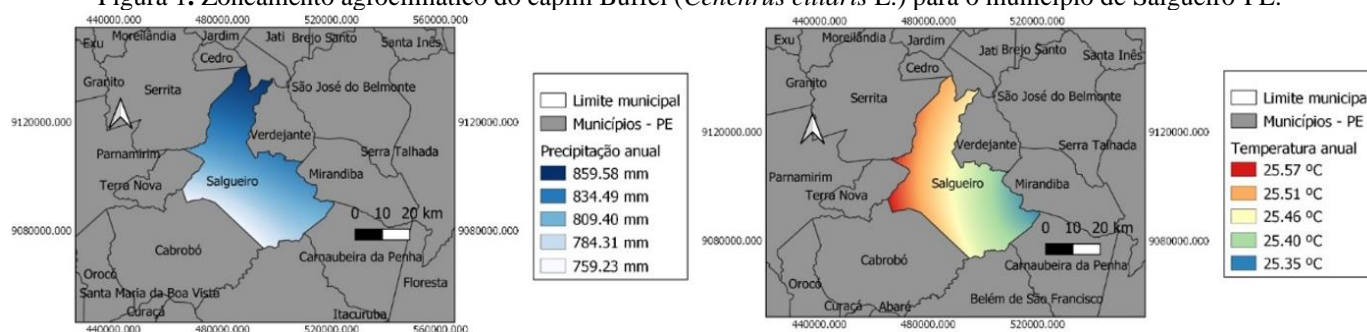 Figura 1. Zoneamento agroclimático do capim Buffel (Cenchrus ciliaris L.) para o município de Salgueiro-PE.
440000.000 480000.000 520000.000 560000.000
Exu
Moreilândia
Jardim
Jati
Brejo Santo
Santa Inês
Cedro
Granito
Serrita
São José do Belmonte
9120000.000
9120000.000
Verdejante
Parnamirim
Serra Talhada
Terra Nova
Salgueiro
Mirandiba
0 10 20 km
9080000.000
9080000.000
Cabrobó
Carnaubeira da Penha
Orocó
Floresta
Santa Maria da Boa Vista
Curaçá
Itacuruba
440000.000 480000.000 520000.000 560000.000
Limite municipal
Municípios - PE
Precipitação anual
859.58 mm
834.49 mm
809.40 mm
784.31 mm
759.23 mm
440000.000 480000.000 520000.000
Exu
Moreilândia
Jardim
Jati
Brejo Santo
Santa Inês
Cedro
Granito
Serrita
São José do Belmonte
9120000.000
9120000.000
Verdejante
Parnamirim
Serra Talhada
Terra Nova
Salgueiro
Mirandiba
0 10 20 km
9080000.000
9080000.000
Cabrobó
Carnaubeira da Penha
Orocó
Curaçá
Abaré
Belém de São Francisco
440000.000 480000.000 520000.000
Limite municipa
Municípios - PE
Temperatura anual
25.57 ºC
25.51 ºC
25.46 ºC
25.40 ºC
25.35 ºC